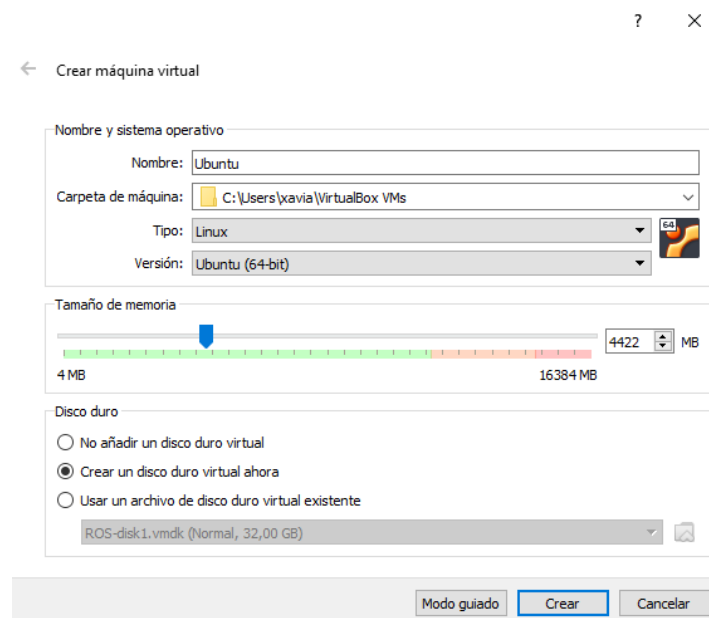 ?
Crear máquina virtual
Nombre y sistema operativo
Nombre: Ubuntu
Carpeta de máquina: C:\Users\xavia\VirtualBox VMs
Tipo: Linux
64
Versión: Ubuntu (64-bit)
Tamaño de memoria
4422 MB
4 MB 16384 MB
Disco duro
No añadir un disco duro virtual
Crear un disco duro virtual ahora
Usar un archivo de disco duro virtual existente
ROS-disk1.vmdk (Normal, 32,00 GB)
Modo guiado Crear Cancelar